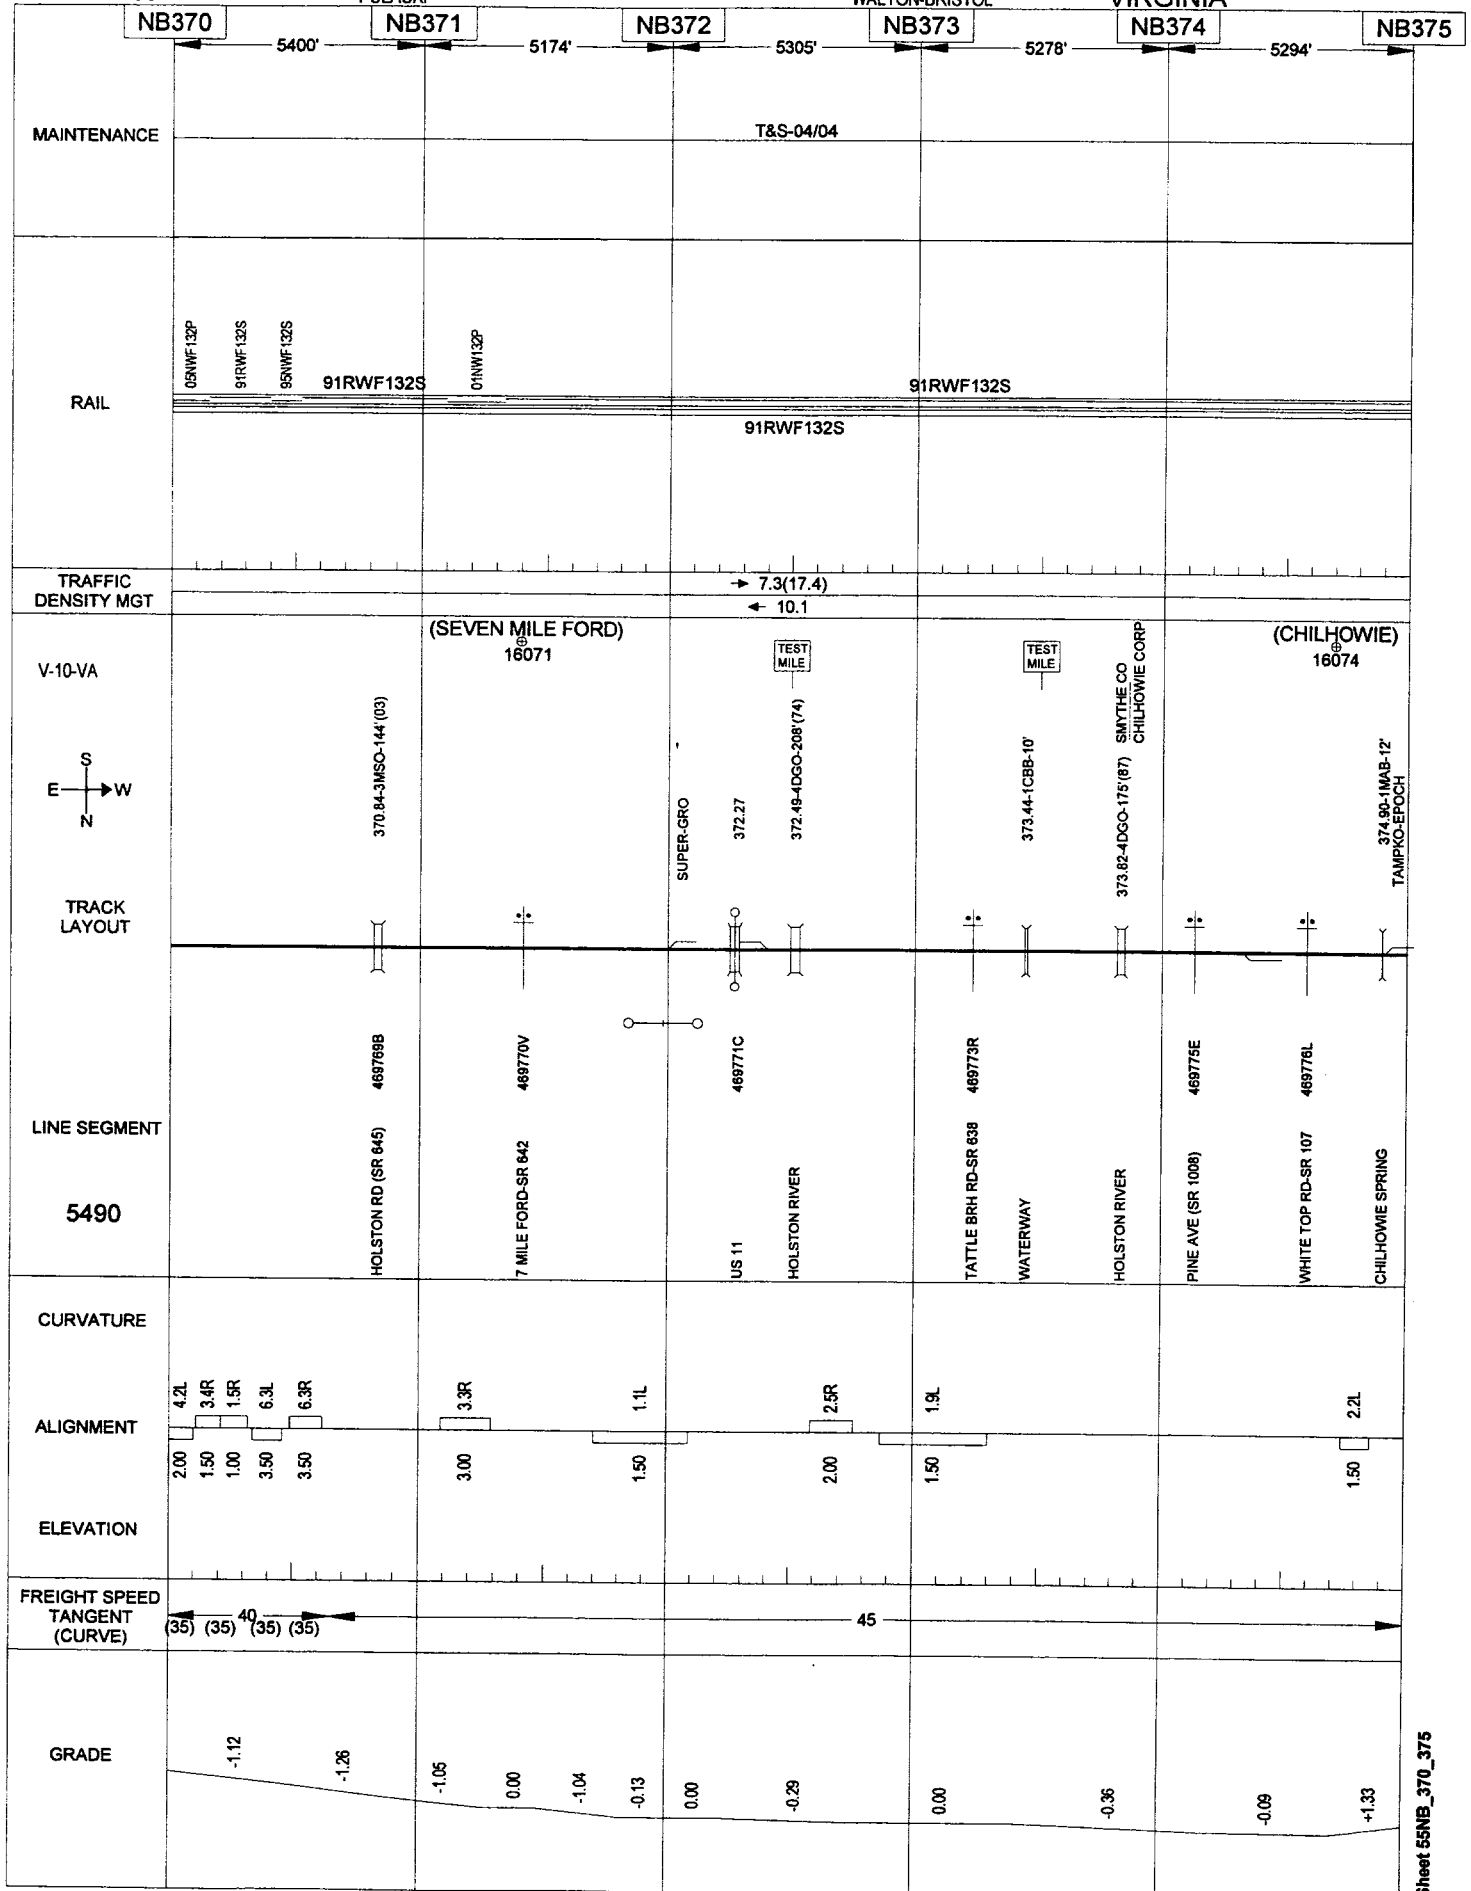 WALTON-BRISTOL
VIRGINIA
NB370
NB371
NB372
NB373
NB374
NB375
5400'
5174'
5305'
5278'
5294'
MAINTENANCE
T&S-04/04
RAIL
05NWF132P
91RWF132S
95NWF132S
91RWF132S
01NW132P
91RWF132S
91RWF132S
TRAFFIC
DENSITY MGT
7.3(17.4)
10.1
V-10-VA
(SEVEN MILE FORD)
16071
TEST
MILE
TEST
MILE
(CHILHOWIE)
16074
S
E
W
N
370.84-3MSO-144'(03)
SUPER-GRO
372.27
372.49-4DGO-208'(74)
373.44-1CBB-10'
373.82-4DGO-175'(87)
SMYTHE CO
CHILHOWIE CORP
374.90-1MAB-12'
TAMPKO-EPOCH
TRACK
LAYOUT
469769B
469770V
469771C
469773R
469775E
469776L
LINE SEGMENT
5490
HOLSTON RD (SR 645)
7 MILE FORD-SR 642
US 11
HOLSTON RIVER
TATTLE BRH RD-SR 638
WATERWAY
HOLSTON RIVER
PINE AVE (SR 1008)
WHITE TOP RD-SR 107
CHILHOWIE SPRING
CURVATURE
4.2L
3.4R
1.5R
6.3L
6.3R
3.3R
1.1L
2.5R
1.9L
2.2L
ALIGNMENT
2.00
1.50
1.00
3.50
3.50
3.00
1.50
2.00
1.50
1.50
ELEVATION
FREIGHT SPEED
TANGENT
(CURVE)
40
45
(35) (35) (35) (35)
GRADE
-1.12
-1.26
-1.05
0.00
-1.04
-0.13
0.00
-0.29
0.00
-0.36
-0.09
+1.33
Sheet 55NB_370_375